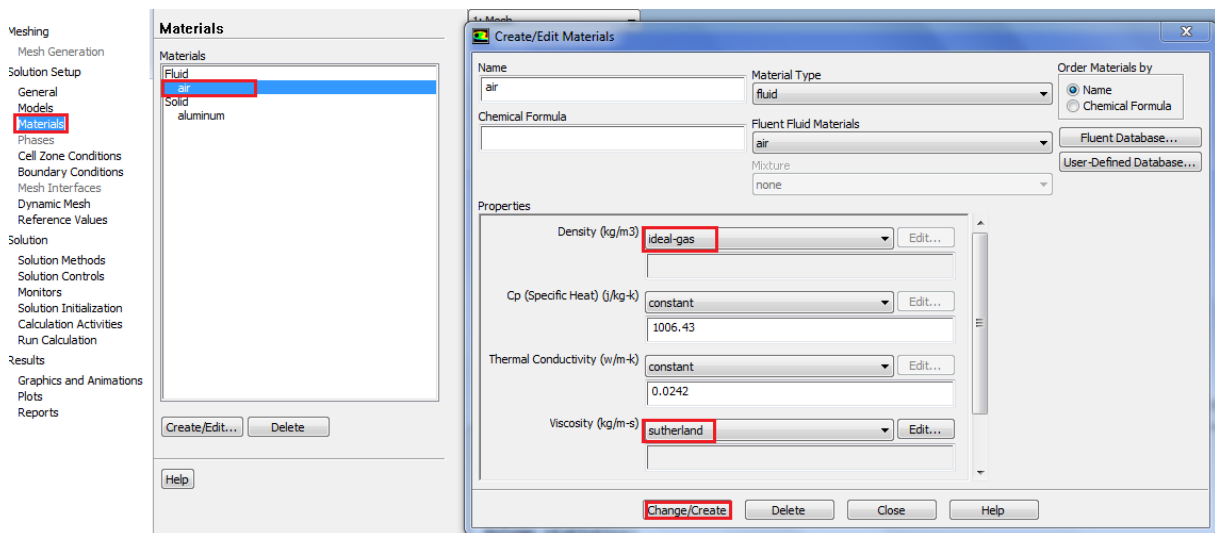 Meshing
Mesh Generation
Solution Setup
General
Models
Materials
Phases
Cell Zone Conditions
Boundary Conditions
Mesh Interfaces
Dynamic Mesh
Reference Values
Solution
Solution Methods
Solution Controls
Monitors
Solution Initialization
Calculation Activities
Run Calculation
Results
Graphics and Animations
Plots
Reports
Materials
Materials
Fluid
air
Solid
aluminum
Create/Edit...
Delete
Help
1: Mesh
Create/Edit Materials
Name
air
Chemical Formula
Material Type
fluid
Fluent Fluid Materials
air
Mixture
none
Order Materials by
Name
Chemical Formula
Fluent Database...
User-Defined Database...
Properties
Density (kg/m3)
ideal-gas
Edit...
Cp (Specific Heat) (j/kg-k)
constant
Edit...
1006.43
Thermal Conductivity (w/m-k)
constant
Edit...
0.0242
Viscosity (kg/m-s)
sutherland
Edit...
Change/Create
Delete
Close
Help